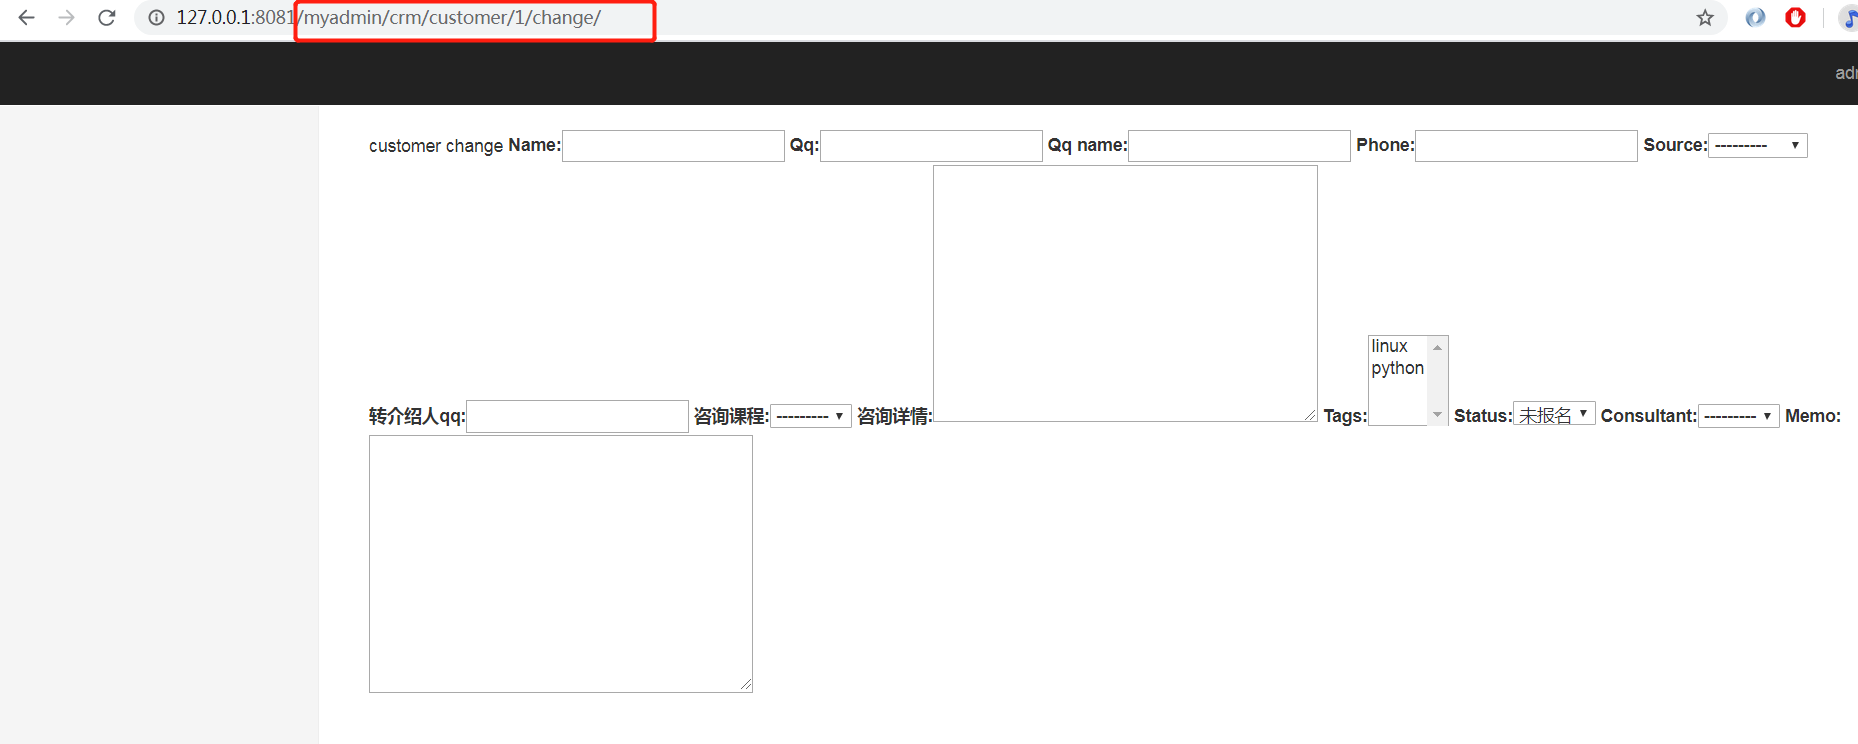 127.0.0.1:8081/myadmin/crm/customer/1/change/
customer change Name: Qq: Qq name: Phone: Source: ---------
linux
python
转介绍人qq: 咨询课程: --------- 咨询详情: Tags: Status: 未报名 Consultant: --------- Memo: